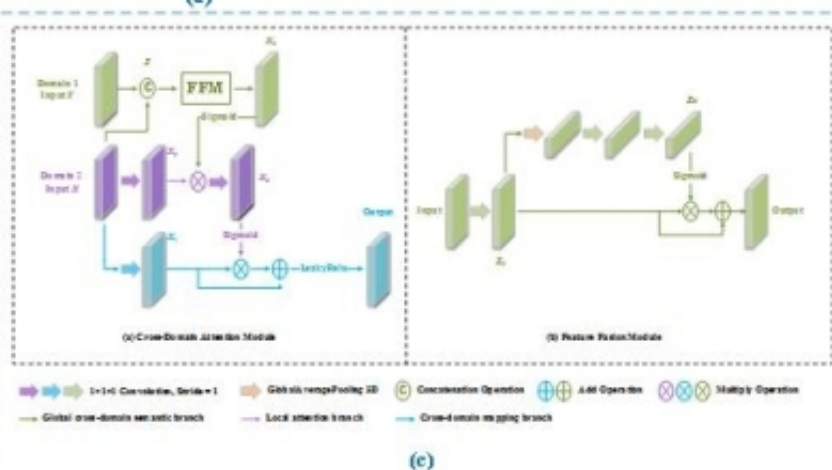 (d)
Domain 1
Input F
C
FFM
Sigmoid
Domain 2
Input H
Output
Sigmoid
LeakyRelu
Input
Sigmoid
Output
(a) Cross-Domain Attention Module
(b) Feature Fusion Module
1×1×1 Convolution, Stride = 1
GlobalAveragePooling 3D
C
Concatenation Operation
Add Operation
Multiply Operation
Global cross-domain semantic branch
Local attention branch
Cross-domain mapping branch
(e)